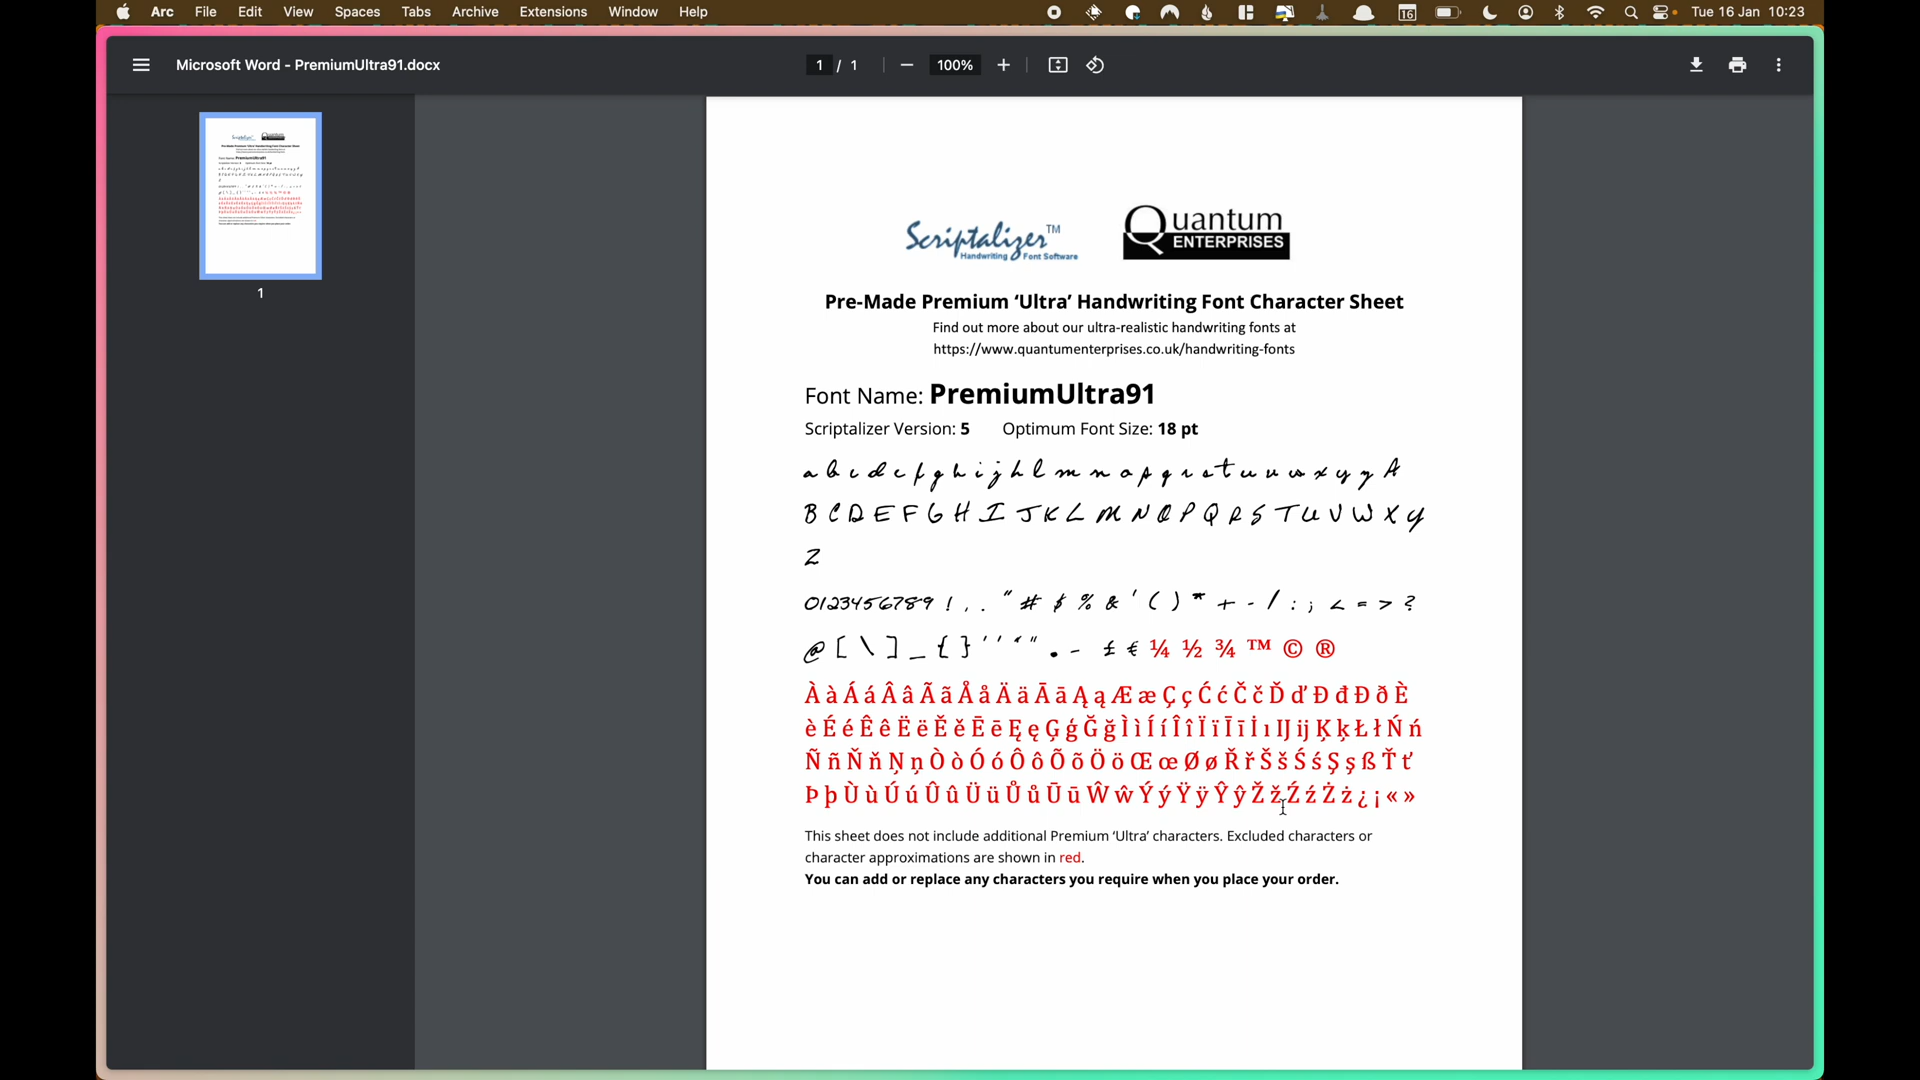 Arc File Edit View Spaces Tabs Archive Extensions Window Help
16
Tue 16 Jan 10:23
Microsoft Word - PremiumUltra91.docx
1 / 1
100%
1
Scriptalizer™
Handwriting Font Software
Quantum
ENTERPRISES
Pre-Made Premium ‘Ultra’ Handwriting Font Character Sheet
Find out more about our ultra-realistic handwriting fonts at
https://www.quantumenterprises.co.uk/handwriting-fonts
Font Name: PremiumUltra91
Scriptalizer Version: 5 Optimum Font Size: 18 pt
a b c d e f g h i j k l m n o p q r s t u v w x y z A
B C D E F G H I J K L M N O P Q R S T U V W X Y
Z
0123456789 ! , . " # $ % & ' ( ) * + - / : ; < = > ?
@ [ \ ] _ { } ‘ ’ “ ” • - £ € ¼ ½ ¾ ™ © ®
À à Á á Â â Ã ã Å å Ä ä Ā ā Ą ą Æ æ Ç ç Ć ć Č č Ď ď Đ đ Ð ð È
è É é Ê ê Ë ë Ě ě Ē ē Ę ę Ģ ģ Ğ ğ Ì ì Í í Î î Ï ï Ī ī İ ı Ĳ ĳ Ķ ķ Ł ł Ń ń
Ñ ñ Ň ň Ņ ņ Ò ò Ó ó Ô ô Õ õ Ö ö Œ œ Ø ø Ř ř Š š Ś ś Ş ş ß Ť ť
Þ þ Ù ù Ú ú Û û Ü ü Ů ů Ū ū Ŵ ŵ Ý ý Ÿ ÿ Ŷ ŷ Ž ž Ź ź Ż ż ¿ ¡ « »
This sheet does not include additional Premium ‘Ultra’ characters. Excluded characters or
character approximations are shown in red.
You can add or replace any characters you require when you place your order.